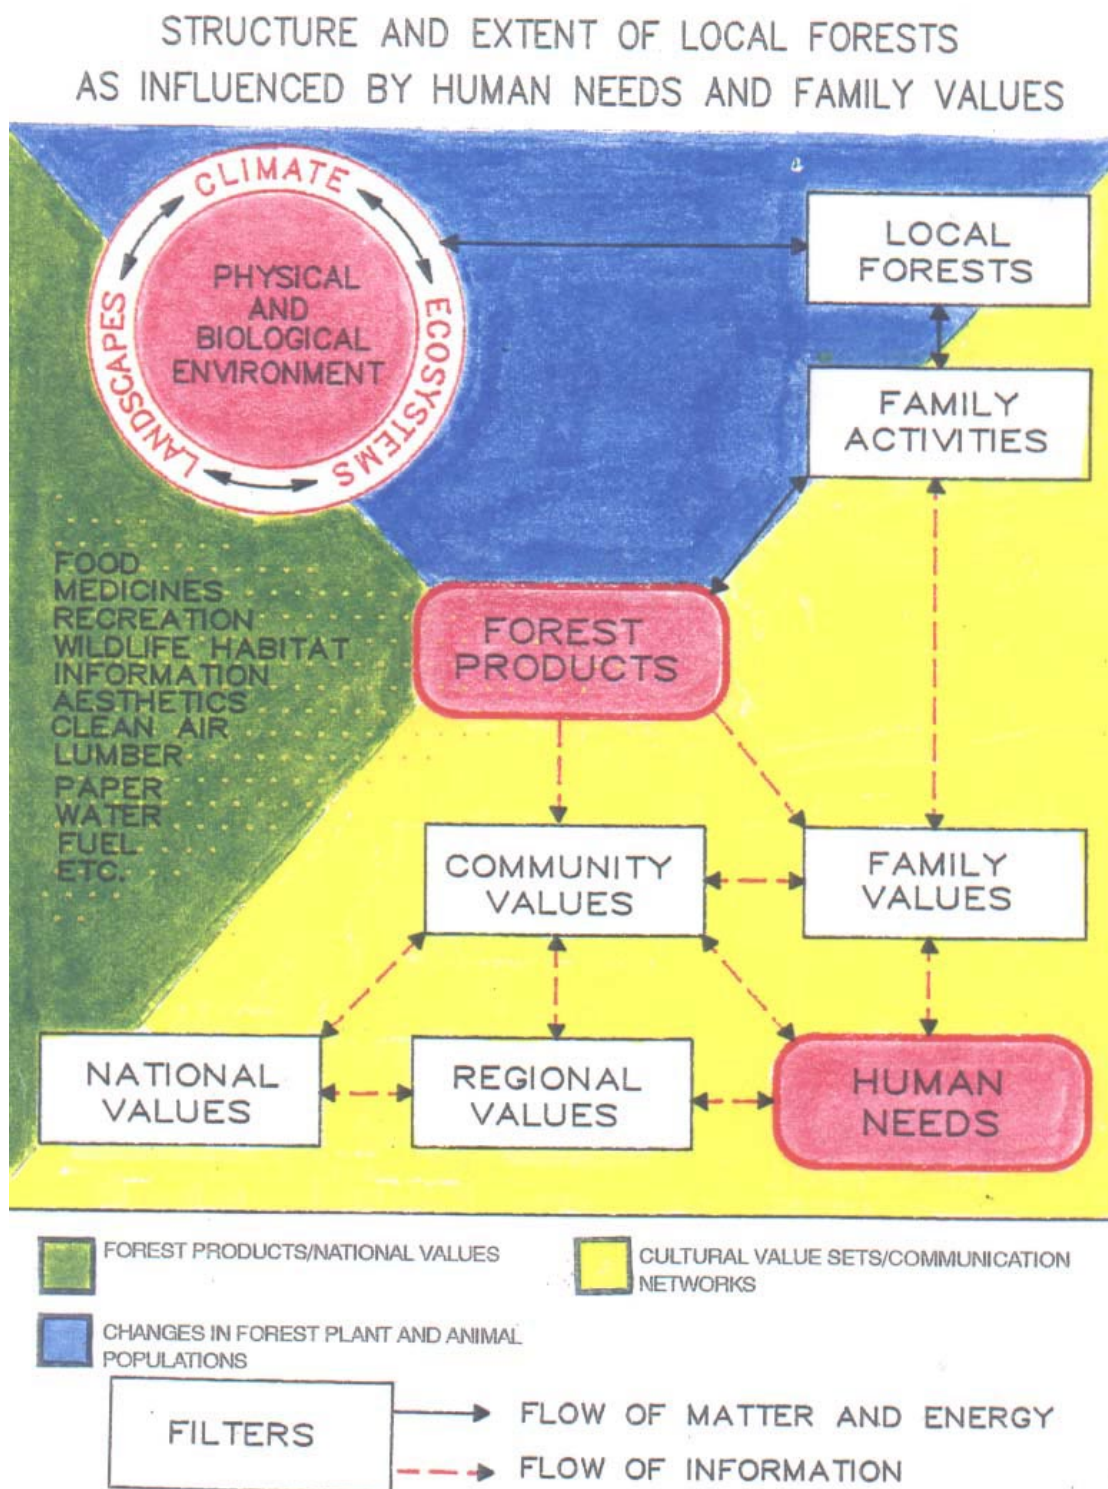 STRUCTURE AND EXTENT OF LOCAL FORESTS
AS INFLUENCED BY HUMAN NEEDS AND FAMILY VALUES
CLIMATE
ECOSYSTEMS
LANDSCAPES
PHYSICAL
AND
BIOLOGICAL
ENVIRONMENT
LOCAL
FORESTS
FAMILY
ACTIVITIES
FOOD
MEDICINES
RECREATION
WILDLIFE HABITAT
INFORMATION
AESTHETICS
CLEAN AIR
LUMBER
PAPER
WATER
FUEL
ETC.
FOREST
PRODUCTS
COMMUNITY
VALUES
FAMILY
VALUES
NATIONAL
VALUES
REGIONAL
VALUES
HUMAN
NEEDS
FOREST PRODUCTS/NATIONAL VALUES
CULTURAL VALUE SETS/COMMUNICATION
NETWORKS
CHANGES IN FOREST PLANT AND ANIMAL
POPULATIONS
FILTERS
FLOW OF MATTER AND ENERGY
FLOW OF INFORMATION